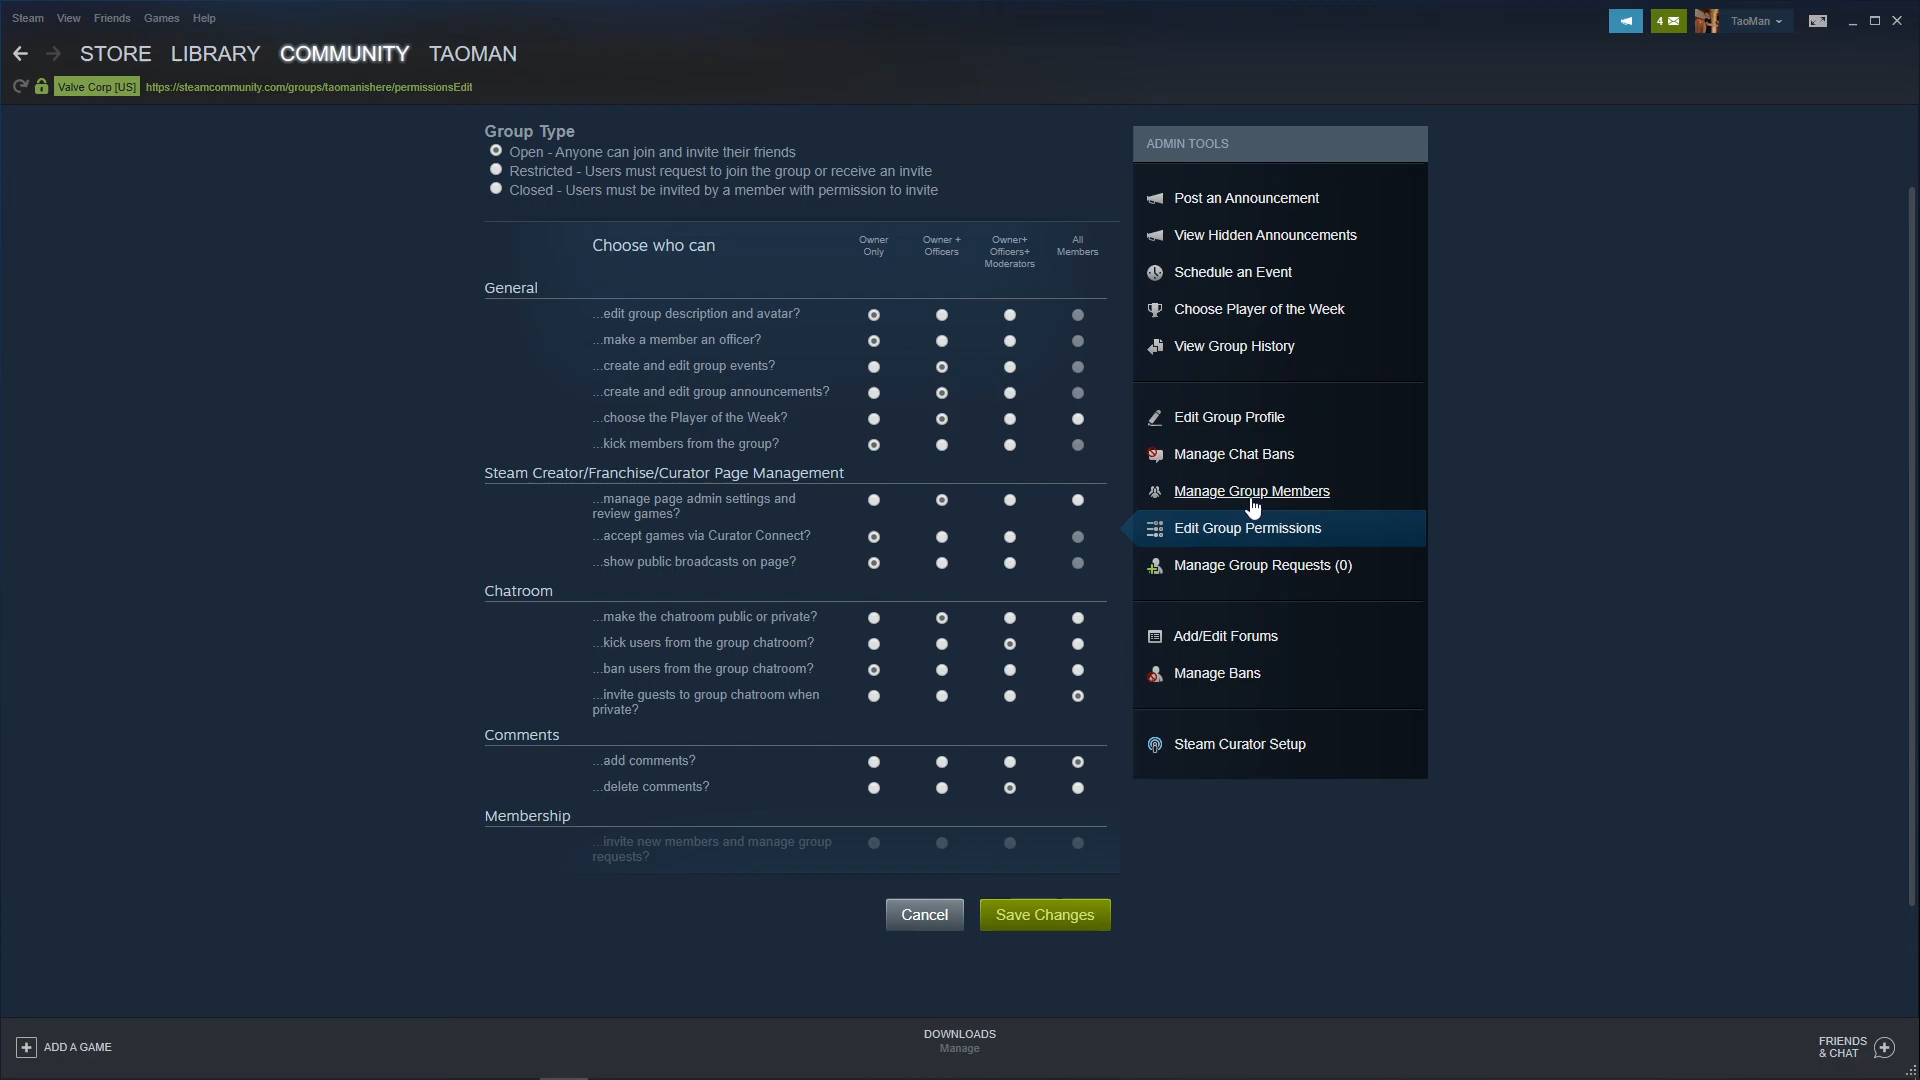 Steam View Friends Games Help
4 TaoMan
STORE LIBRARY COMMUNITY TAOMAN
Valve Corp [US] https://steamcommunity.com/groups/taomanishere/permissionsEdit
Group Type
Open - Anyone can join and invite their friends
Restricted - Users must request to join the group or receive an invite
Closed - Users must be invited by a member with permission to invite
Choose who can
Owner
Only
Owner +
Officers
Owner+
Officers+
Moderators
All
Members
General
...edit group description and avatar?
...make a member an officer?
...create and edit group events?
...create and edit group announcements?
...choose the Player of the Week?
...kick members from the group?
Steam Creator/Franchise/Curator Page Management
...manage page admin settings and
review games?
...accept games via Curator Connect?
...show public broadcasts on page?
Chatroom
...make the chatroom public or private?
...kick users from the group chatroom?
...ban users from the group chatroom?
...invite guests to group chatroom when
private?
Comments
...add comments?
...delete comments?
Membership
...invite new members and manage group
requests?
Cancel Save Changes
ADMIN TOOLS
Post an Announcement
View Hidden Announcements
Schedule an Event
Choose Player of the Week
View Group History
Edit Group Profile
Manage Chat Bans
Manage Group Members
Edit Group Permissions
Manage Group Requests (0)
Add/Edit Forums
Manage Bans
Steam Curator Setup
ADD A GAME
DOWNLOADS
Manage
FRIENDS
& CHAT